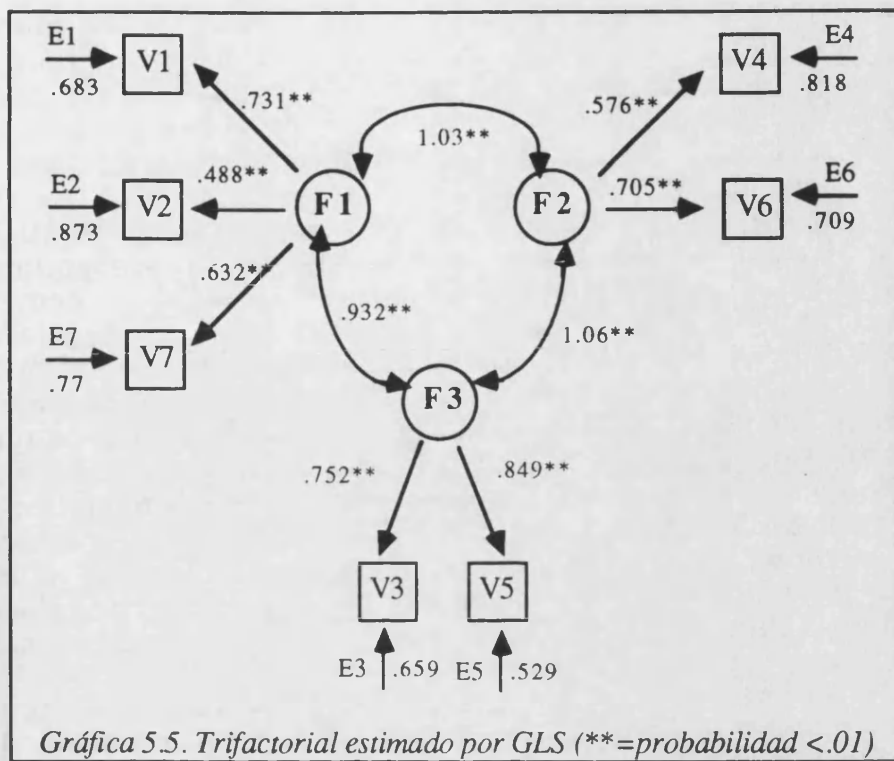 E1
V1
.683
.731**
E2
V2
.873
.488**
E7
V7
.77
.632**
F1
1.03**
F2
.576**
V4
E4
.818
.705**
V6
E6
.709
.932**
1.06**
F3
.752**
.849**
V3
V5
E3
.659
E5
.529
Gráfica 5.5. Trifactorial estimado por GLS (**=probabilidad <.01)